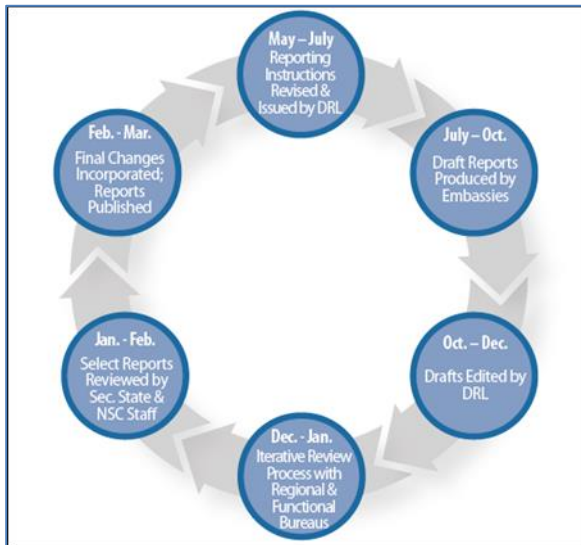 May – July
Reporting
Instructions
Revised &
Issued by DRL
July – Oct.
Draft Reports
Produced by
Embassies
Oct. – Dec.
Drafts Edited by
DRL
Dec. - Jan.
Iterative Review
Process with
Regional &
Functional
Bureaus
Jan. - Feb.
Select Reports
Reviewed by
Sec. State &
NSC Staff
Feb. - Mar.
Final Changes
Incorporated;
Reports
Published